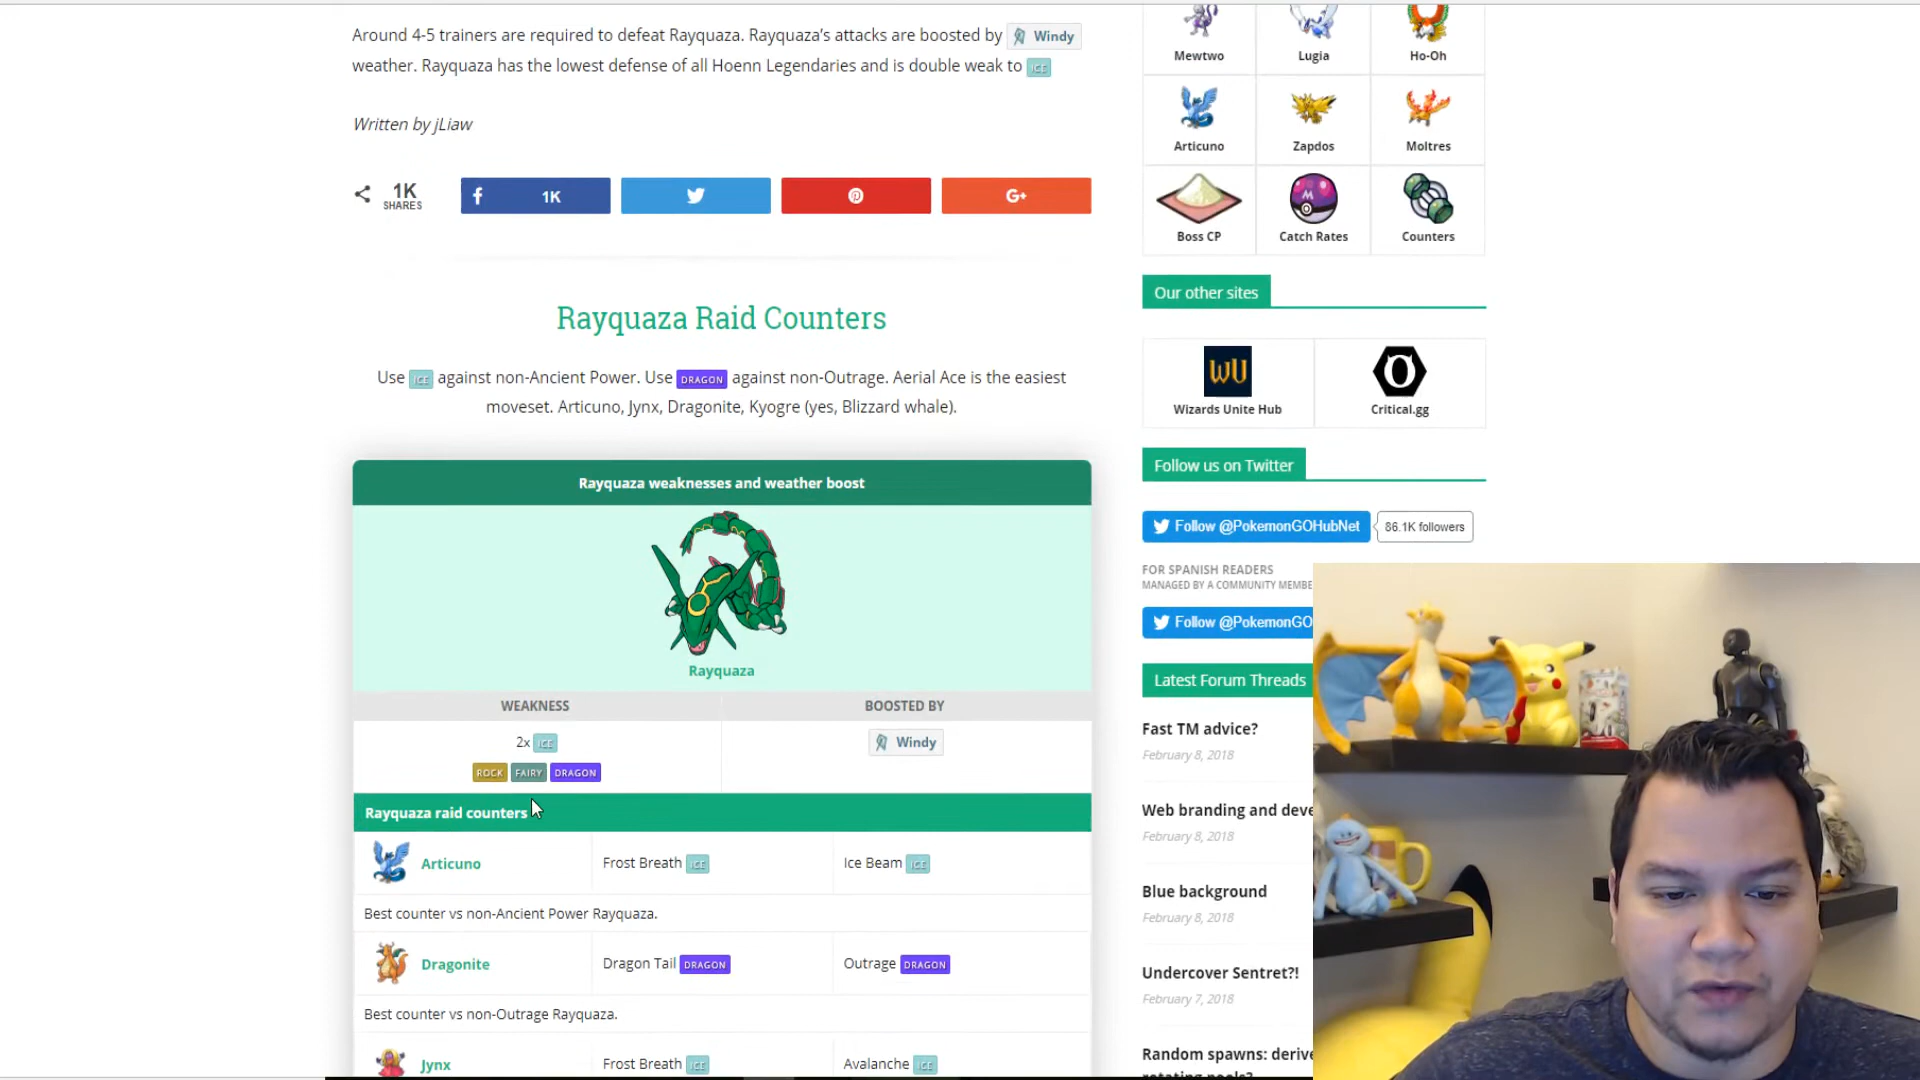 Around 4-5 trainers are required to defeat Rayquaza. Rayquaza's attacks are boosted by Windy
weather. Rayquaza has the lowest defense of all Hoenn Legendaries and is double weak to ICE
Written by jLiaw
1K
SHARES
1K
G+
Rayquaza Raid Counters
Use ICE against non-Ancient Power. Use DRAGON against non-Outrage. Aerial Ace is the easiest
moveset. Articuno, Jynx, Dragonite, Kyogre (yes, Blizzard whale).
Rayquaza weaknesses and weather boost
Rayquaza
WEAKNESS BOOSTED BY
2x ICE Windy
ROCK FAIRY DRAGON
Rayquaza raid counters
Articuno Frost Breath ICE Ice Beam ICE
Best counter vs non-Ancient Power Rayquaza.
Dragonite Dragon Tail DRAGON Outrage DRAGON
Best counter vs non-Outrage Rayquaza.
Jynx Frost Breath ICE Avalanche ICE
Mewtwo Lugia Ho-Oh
Articuno Zapdos Moltres
M
Boss CP Catch Rates Counters
Our other sites
WU
Wizards Unite Hub Critical.gg
Follow us on Twitter
Follow @PokemonGOHubNet 86.1K followers
FOR SPANISH READERS
MANAGED BY A COMMUNITY MEMBE
Follow @PokemonGO
Latest Forum Threads
Fast TM advice?
February 8, 2018
Web branding and deve
February 8, 2018
Blue background
February 8, 2018
Undercover Sentret?!
February 7, 2018
Random spawns: derive
rotating pools?